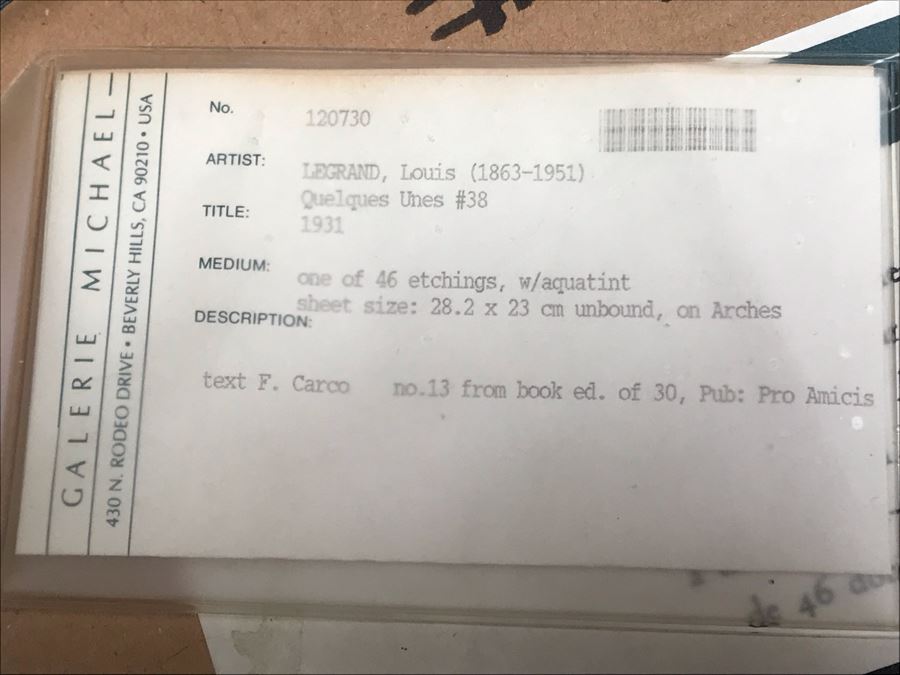 GALERIE MICHAEL
430 N. RODEO DRIVE • BEVERLY HILLS, CA 90210 • USA
No. 120730
ARTIST: LEGRAND, Louis (1863-1951)
TITLE: Quelques Unes #38
1931
MEDIUM: one of 46 etchings, w/aquatint
sheet size: 28.2 x 23 cm unbound, on Arches
DESCRIPTION:
text F. Carco no.13 from book ed. of 30, Pub: Pro Amicis
de 46